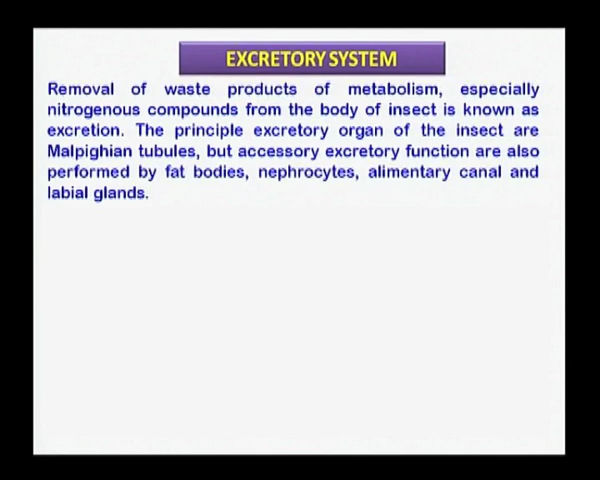 EXCRETORY SYSTEM
Removal of waste products of metabolism, especially
nitrogenous compounds from the body of insect is known as
excretion. The principle excretory organ of the insect are
Malpighian tubules, but accessory excretory function are also
performed by fat bodies, nephrocytes, alimentary canal and
labial glands.